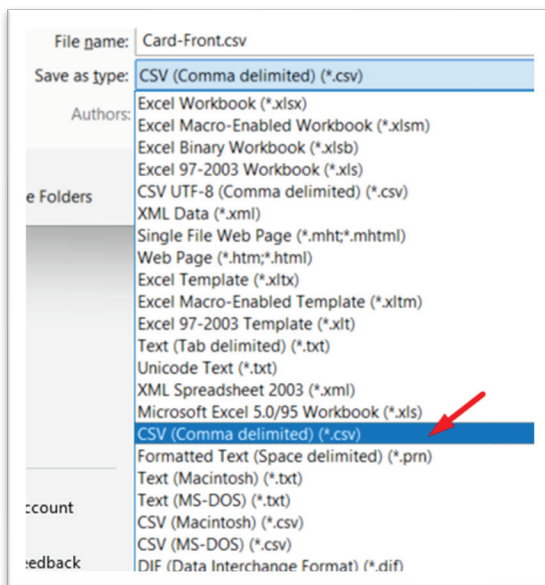 File name: Card-Front.csv
Save as type: CSV (Comma delimited) (*.csv)
Authors:
Excel Workbook (*.xlsx)
Excel Macro-Enabled Workbook (*.xlsm)
Excel Binary Workbook (*.xlsb)
Excel 97-2003 Workbook (*.xls)
e Folders
CSV UTF-8 (Comma delimited) (*.csv)
XML Data (*.xml)
Single File Web Page (*.mht;*.mhtml)
Web Page (*.htm;*.html)
Excel Template (*.xltx)
Excel Macro-Enabled Template (*.xltm)
Excel 97-2003 Template (*.xlt)
Text (Tab delimited) (*.txt)
Unicode Text (*.txt)
XML Spreadsheet 2003 (*.xml)
Microsoft Excel 5.0/95 Workbook (*.xls)
CSV (Comma delimited) (*.csv)
Formatted Text (Space delimited) (*.prn)
Text (Macintosh) (*.txt)
Text (MS-DOS) (*.txt)
ccount
CSV (Macintosh) (*.csv)
CSV (MS-DOS) (*.csv)
eedback
DIF (Data Interchange Format) (*.dif)